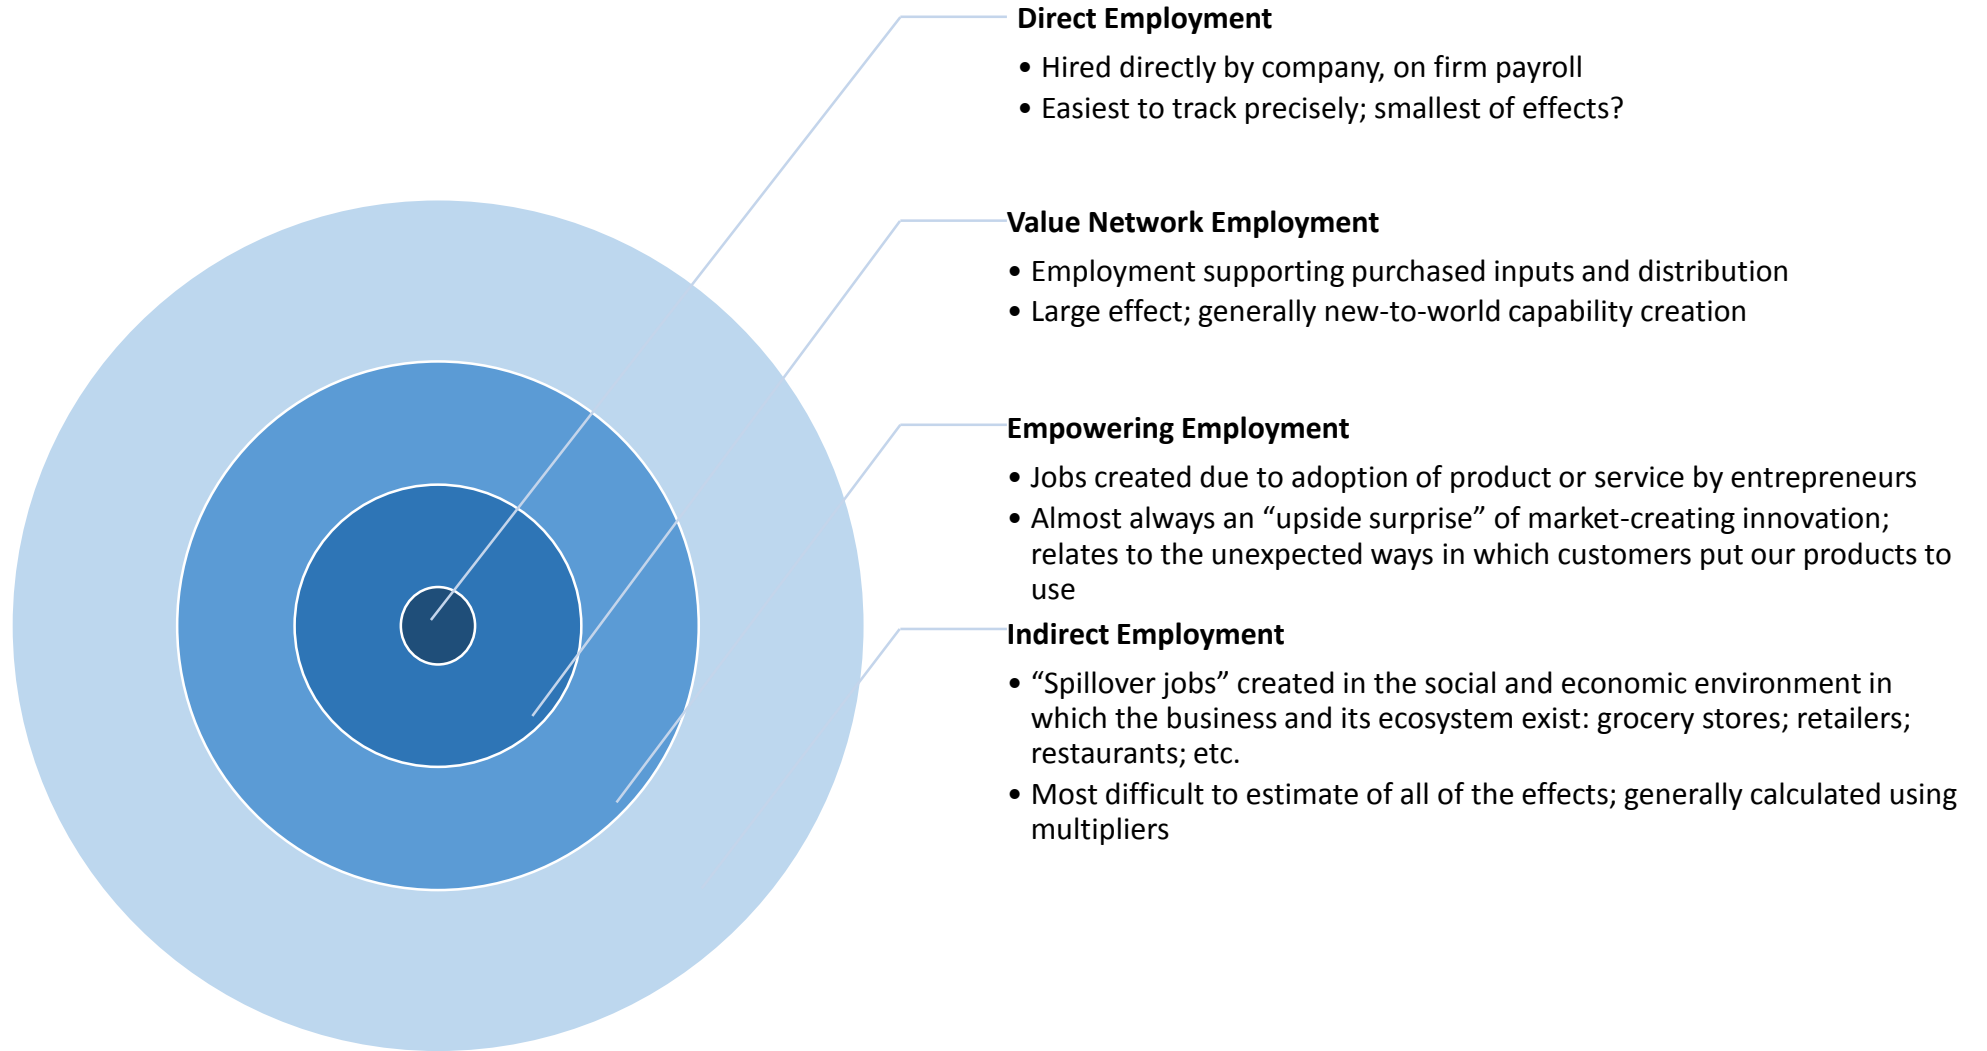 Direct Employment
• Hired directly by company, on firm payroll
• Easiest to track precisely; smallest of effects?
Value Network Employment
• Employment supporting purchased inputs and distribution
• Large effect; generally new-to-world capability creation
Empowering Employment
• Jobs created due to adoption of product or service by entrepreneurs
• Almost always an “upside surprise” of market-creating innovation;
relates to the unexpected ways in which customers put our products to
use
Indirect Employment
• “Spillover jobs” created in the social and economic environment in
which the business and its ecosystem exist: grocery stores; retailers;
restaurants; etc.
• Most difficult to estimate of all of the effects; generally calculated using
multipliers